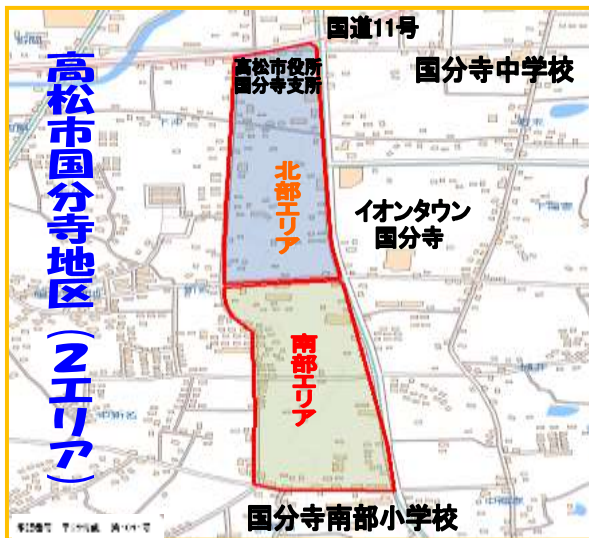 高松市国分寺地区（２エリア）
国道11号
高松市役所
国分寺支所
国分寺中学校
北部エリア
イオンタウン
国分寺
南部エリア
国分寺南部小学校